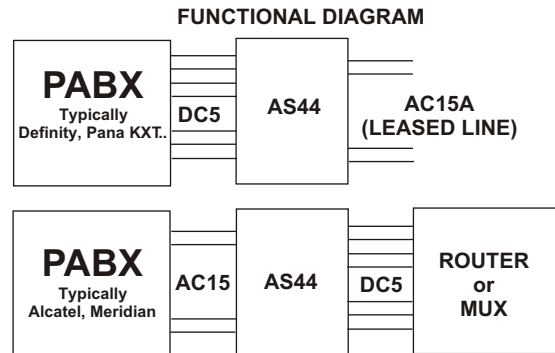 FUNCTIONAL DIAGRAM
PABX
Typically
Definity, Pana KXT..
DC5
AS44
AC15A
(LEASED LINE)
PABX
Typically
Alcatel, Meridian
AC15
AS44
DC5
ROUTER
or
MUX